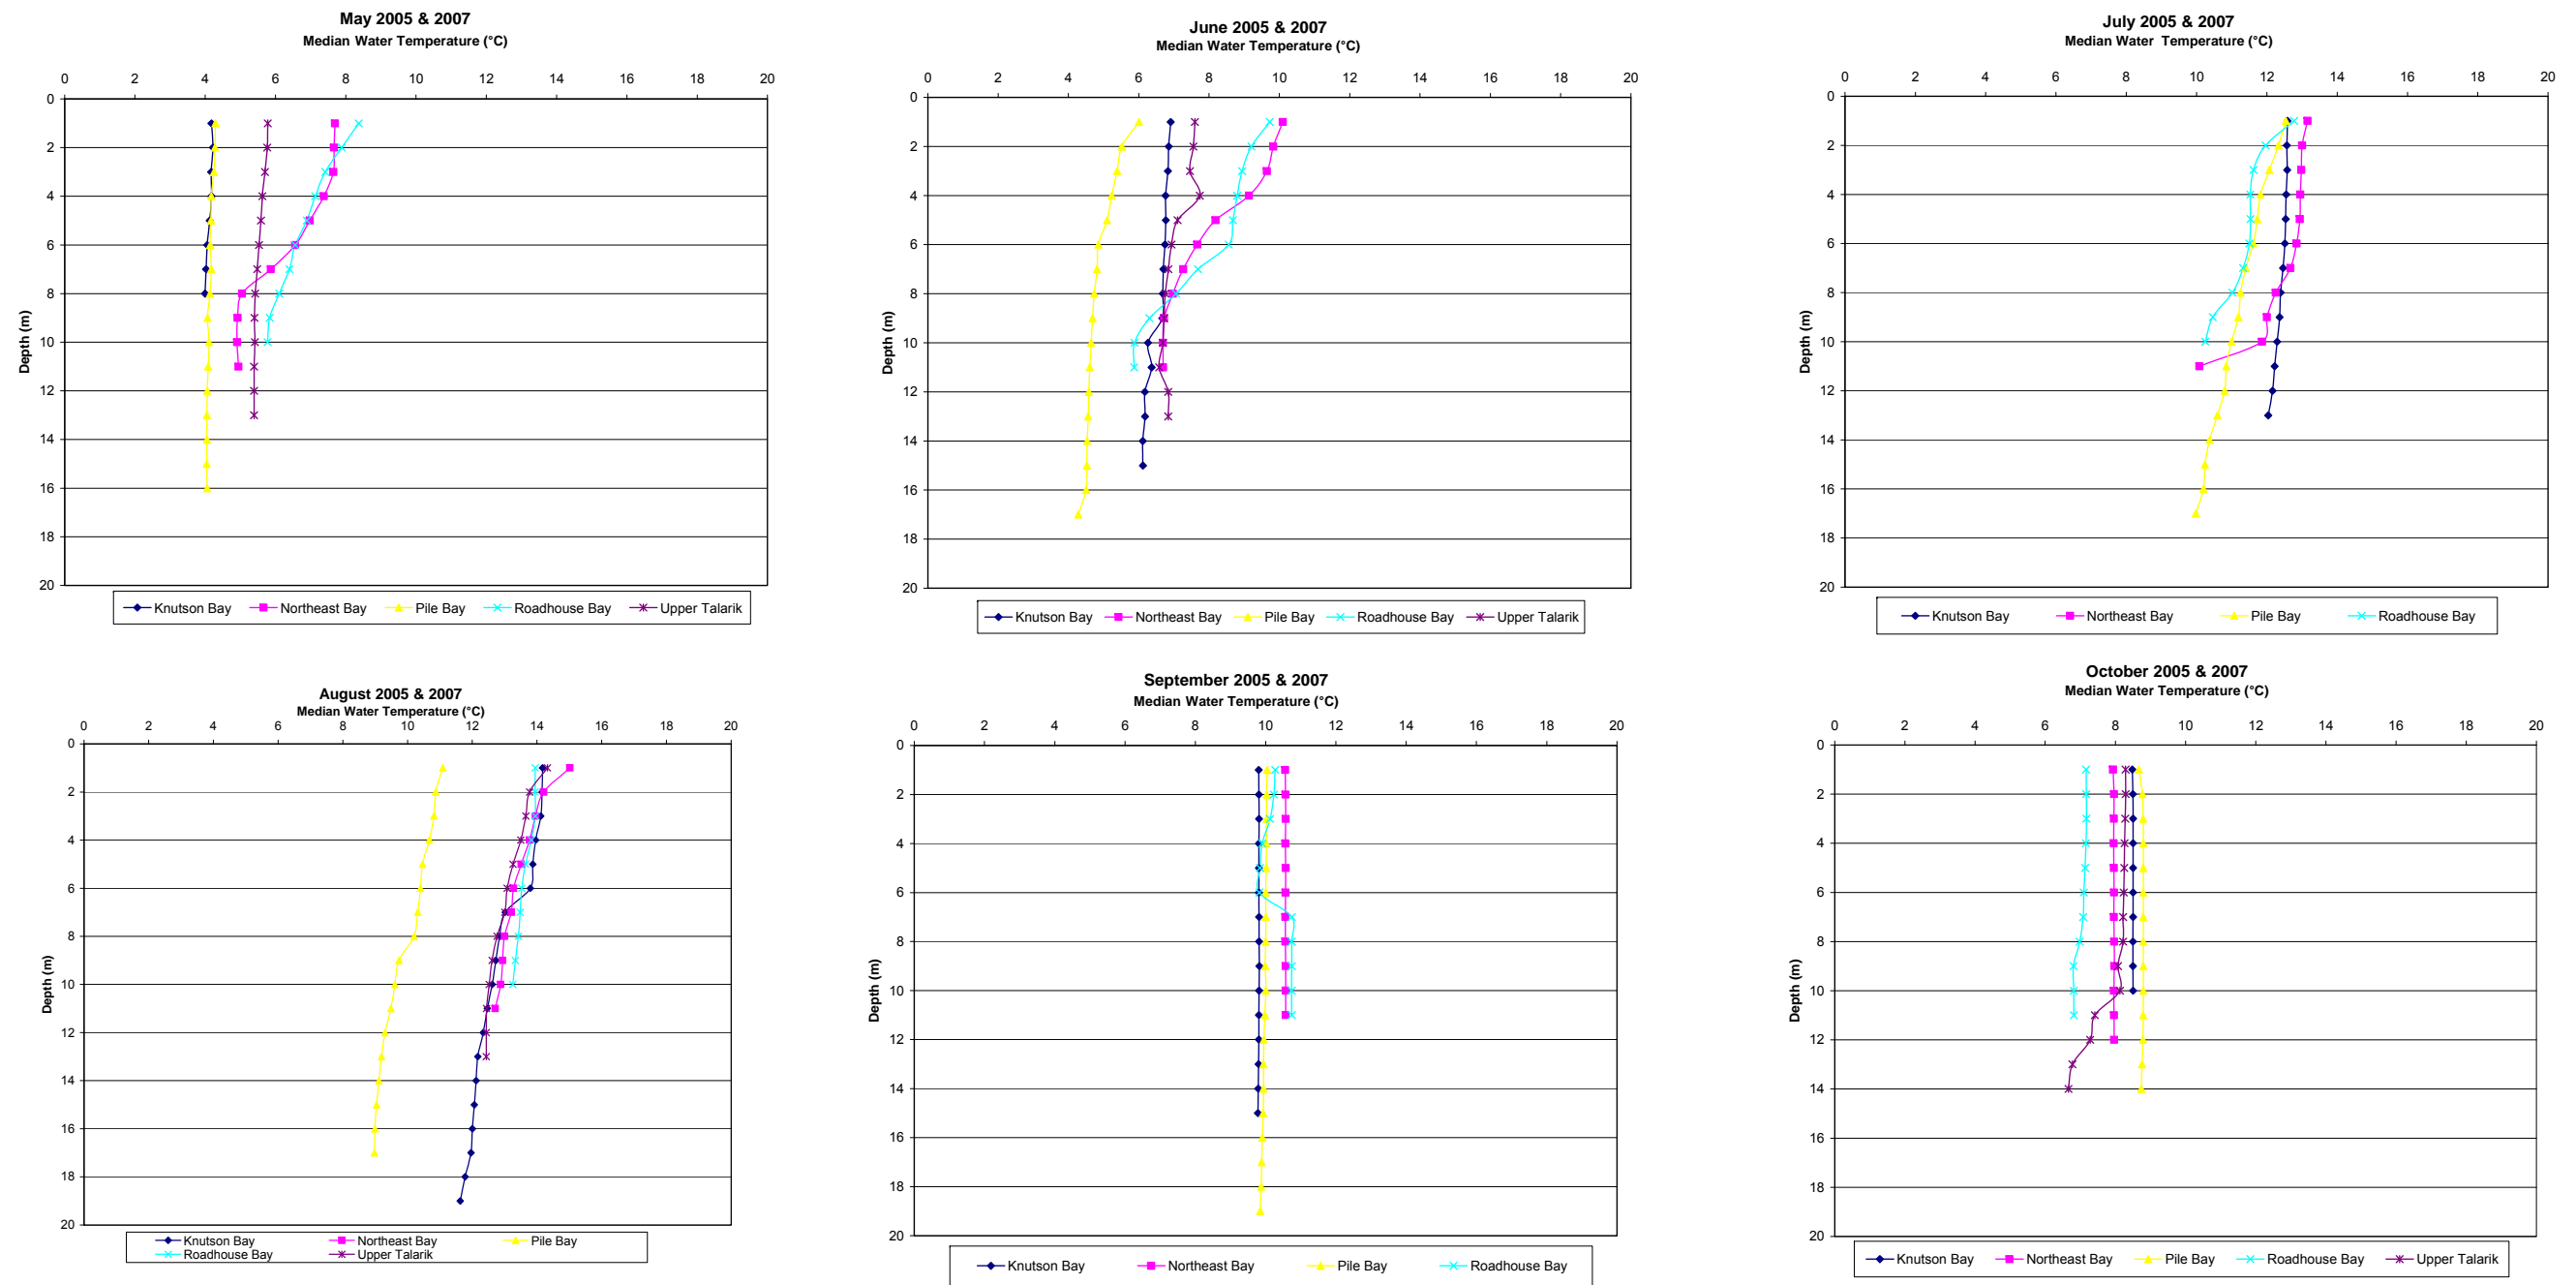 May 2005 & 2007
Median Water Temperature (°C)
0 2 4 6 8 10 12 14 16 18 20
0
2
4
6
8
10
12
14
16
18
20
Depth (m)
Knutson Bay Northeast Bay Pile Bay Roadhouse Bay Upper Talarik
June 2005 & 2007
Median Water Temperature (°C)
0 2 4 6 8 10 12 14 16 18 20
0
2
4
6
8
10
12
14
16
18
20
Depth (m)
Knutson Bay Northeast Bay Pile Bay Roadhouse Bay Upper Talarik
July 2005 & 2007
Median Water Temperature (°C)
0 2 4 6 8 10 12 14 16 18 20
0
2
4
6
8
10
12
14
16
18
20
Depth (m)
Knutson Bay Northeast Bay Pile Bay Roadhouse Bay
August 2005 & 2007
Median Water Temperature (°C)
0 2 4 6 8 10 12 14 16 18 20
0
2
4
6
8
10
12
14
16
18
20
Depth (m)
Knutson Bay Northeast Bay Pile Bay
Roadhouse Bay Upper Talarik
September 2005 & 2007
Median Water Temperature (°C)
0 2 4 6 8 10 12 14 16 18 20
0
2
4
6
8
10
12
14
16
18
20
Depth (m)
Knutson Bay Northeast Bay Pile Bay Roadhouse Bay
October 2005 & 2007
Median Water Temperature (°C)
0 2 4 6 8 10 12 14 16 18 20
0
2
4
6
8
10
12
14
16
18
20
Depth (m)
Knutson Bay Northeast Bay Pile Bay Roadhouse Bay Upper Talarik